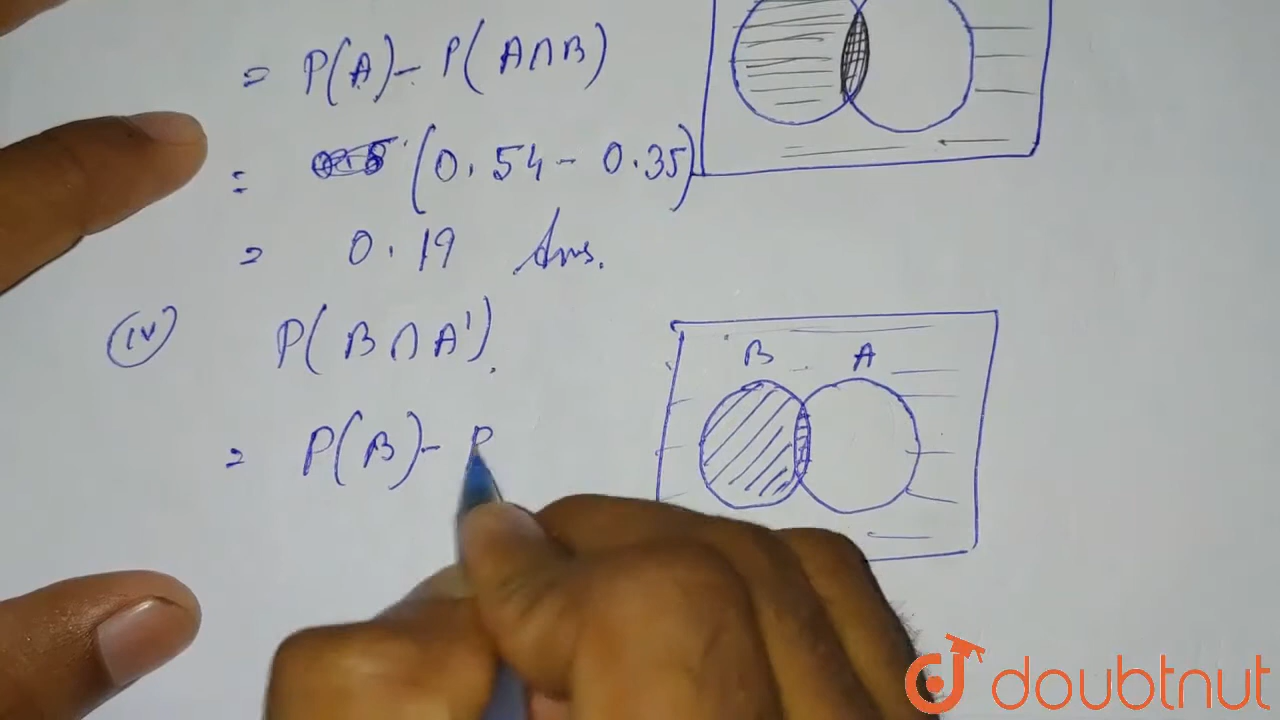 = P(A) - P(A∩B)
= (0.54 - 0.35)
= 0.19 Ans.
(iv) P(B∩A').
B A
= P(B) - P
doubtnut